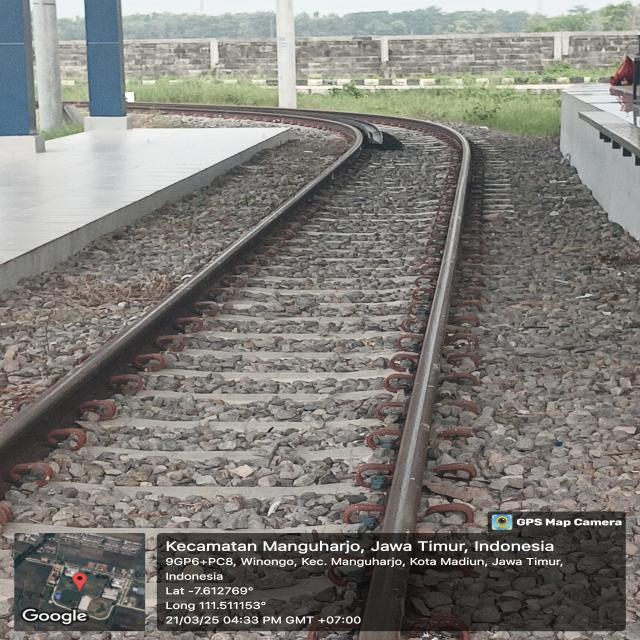 GPS Map Camera
Kecamatan Manguharjo, Jawa Timur, Indonesia
9GP6+PC8, Winongo, Kec. Manguharjo, Kota Madiun, Jawa Timur,
Indonesia
Lat -7.612769°
Long 111.511153°
21/03/25 04:33 PM GMT +07:00
Google